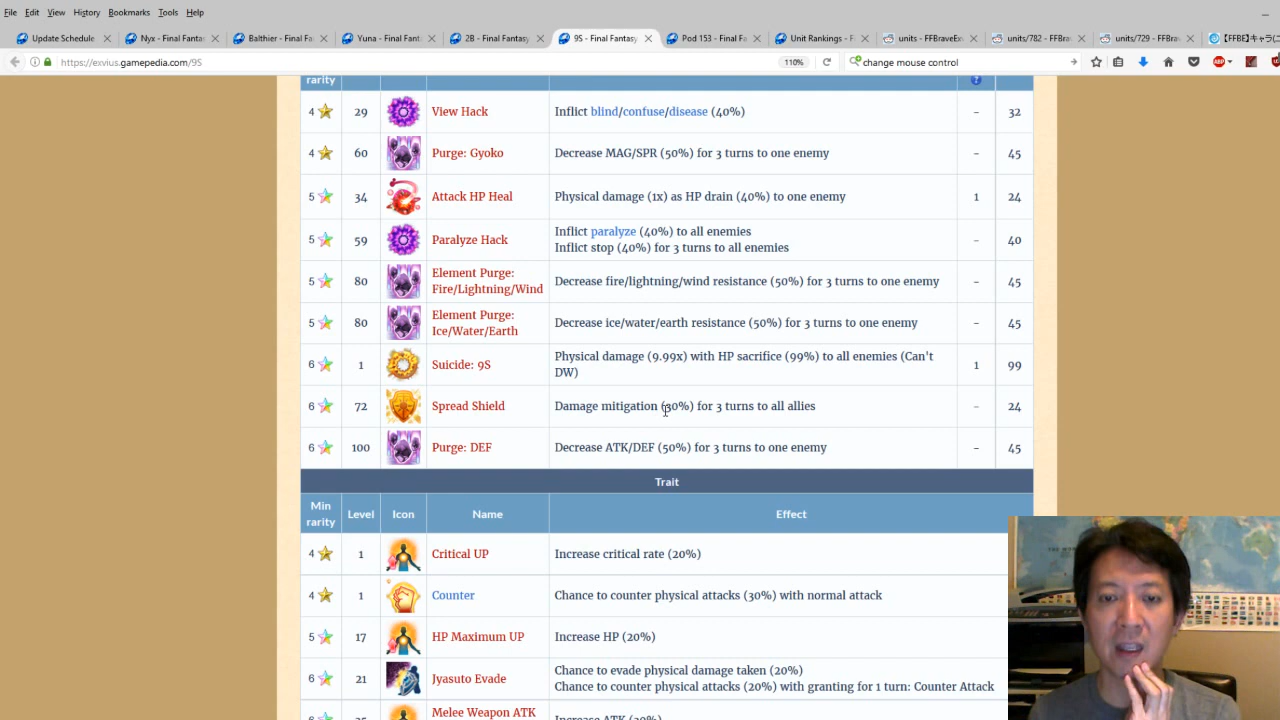 File Edit View History Bookmarks Tools Help
Update Schedule Nyx - Final Fanta Balthier - Final Fa Yuna - Final Fant 2B - Final Fantasy 9S - Final Fantasy Pod 153 - Final Fa Unit Rankings - F units - FFBraveEx units/782 - FFBra units/729 - FFBra 【FFBE】キャラ
https://exvius.gamepedia.com/9S 110% change mouse control
rarity
4 29 View Hack Inflict blind/confuse/disease (40%) - 32
4 60 Purge: Gyoko Decrease MAG/SPR (50%) for 3 turns to one enemy - 45
5 34 Attack HP Heal Physical damage (1x) as HP drain (40%) to one enemy 1 24
5 59 Paralyze Hack Inflict paralyze (40%) to all enemies - 40
Inflict stop (40%) for 3 turns to all enemies
5 80 Element Purge: Decrease fire/lightning/wind resistance (50%) for 3 turns to one enemy - 45
Fire/Lightning/Wind
5 80 Element Purge: Decrease ice/water/earth resistance (50%) for 3 turns to one enemy - 45
Ice/Water/Earth
6 1 Suicide: 9S Physical damage (9.99x) with HP sacrifice (99%) to all enemies (Can't 1 99
DW)
6 72 Spread Shield Damage mitigation (30%) for 3 turns to all allies - 24
6 100 Purge: DEF Decrease ATK/DEF (50%) for 3 turns to one enemy - 45
Trait
Min
rarity Level Icon Name Effect
4 1 Critical UP Increase critical rate (20%)
4 1 Counter Chance to counter physical attacks (30%) with normal attack
5 17 HP Maximum UP Increase HP (20%)
6 21 Jyasuto Evade Chance to evade physical damage taken (20%)
Chance to counter physical attacks (20%) with granting for 1 turn: Counter Attack
Melee Weapon ATK
Increase ATK